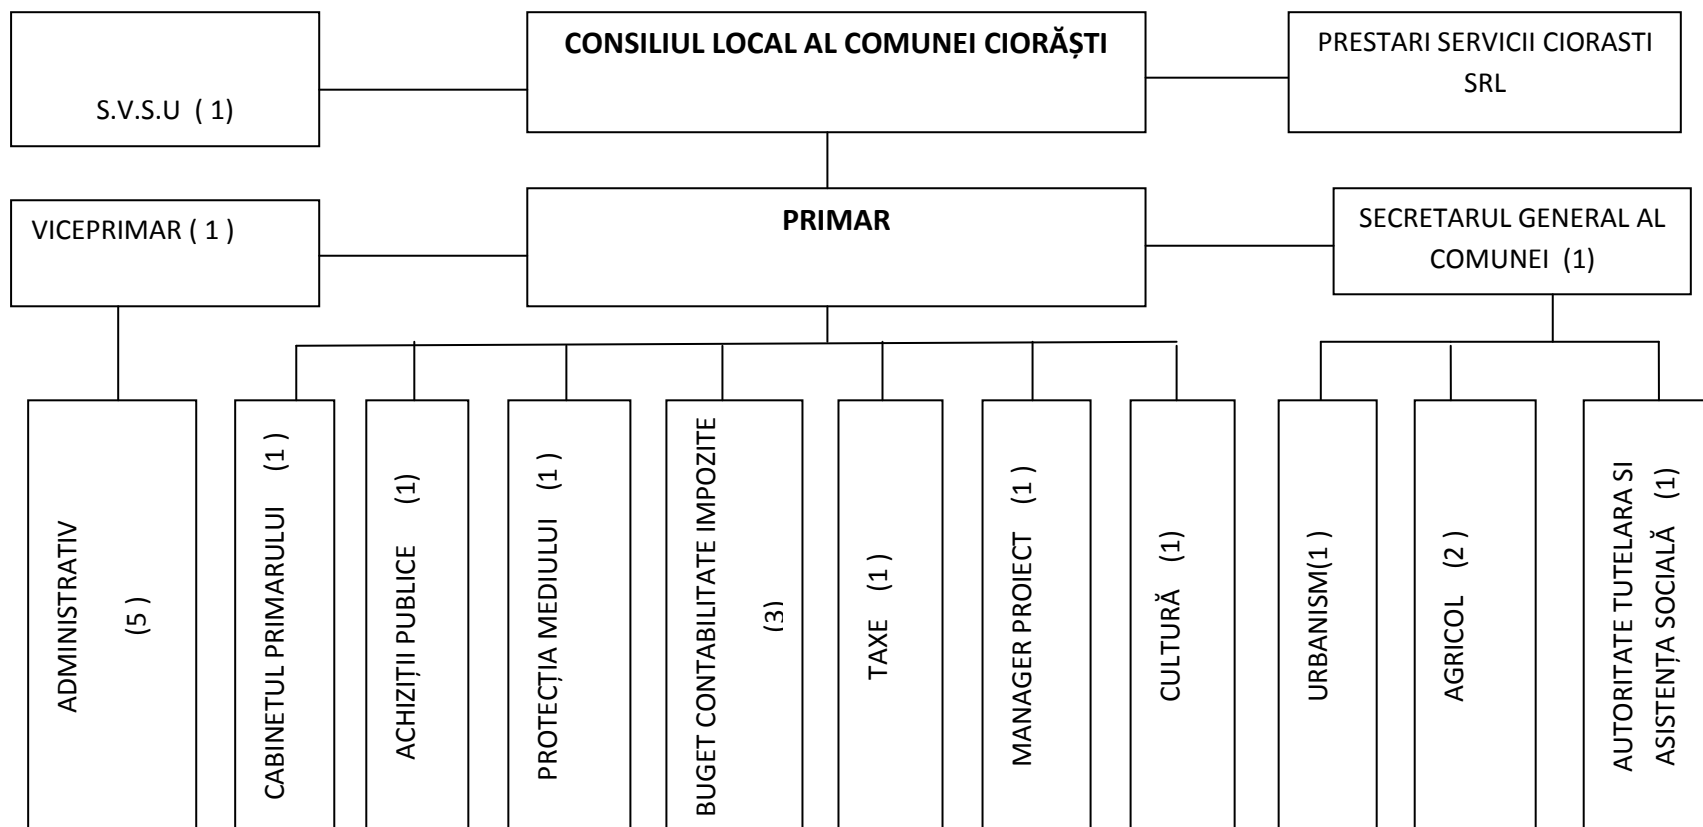 CONSILIUL LOCAL AL COMUNEI CIORĂȘTI
PRESTARI SERVICII CIORASTI
SRL
S.V.S.U ( 1)
VICEPRIMAR ( 1 )
PRIMAR
SECRETARUL GENERAL AL
COMUNEI (1)
ADMINISTRATIV
(5 )
CABINETUL PRIMARULUI (1 )
ACHIZIȚII PUBLICE (1)
PROTECȚIA MEDIULUI (1 )
BUGET CONTABILITATE IMPOZITE
(3)
TAXE (1 )
MANAGER PROIECT (1 )
CULTURĂ (1)
URBANISM(1 )
AGRICOL (2 )
AUTORITATE TUTELARA SI
ASISTENȚA SOCIALĂ (1)